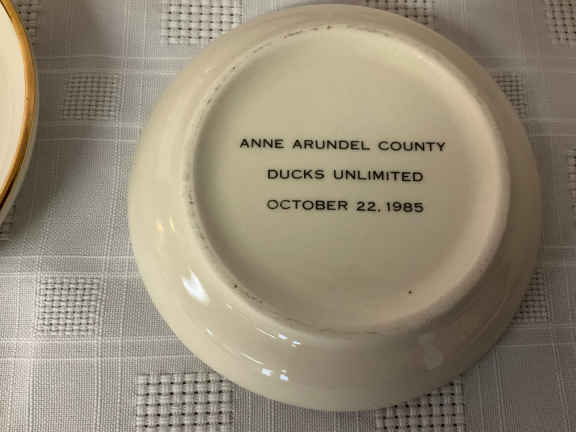 ANNE ARUNDEL COUNTY
DUCKS UNLIMITED
OCTOBER 22, 1985